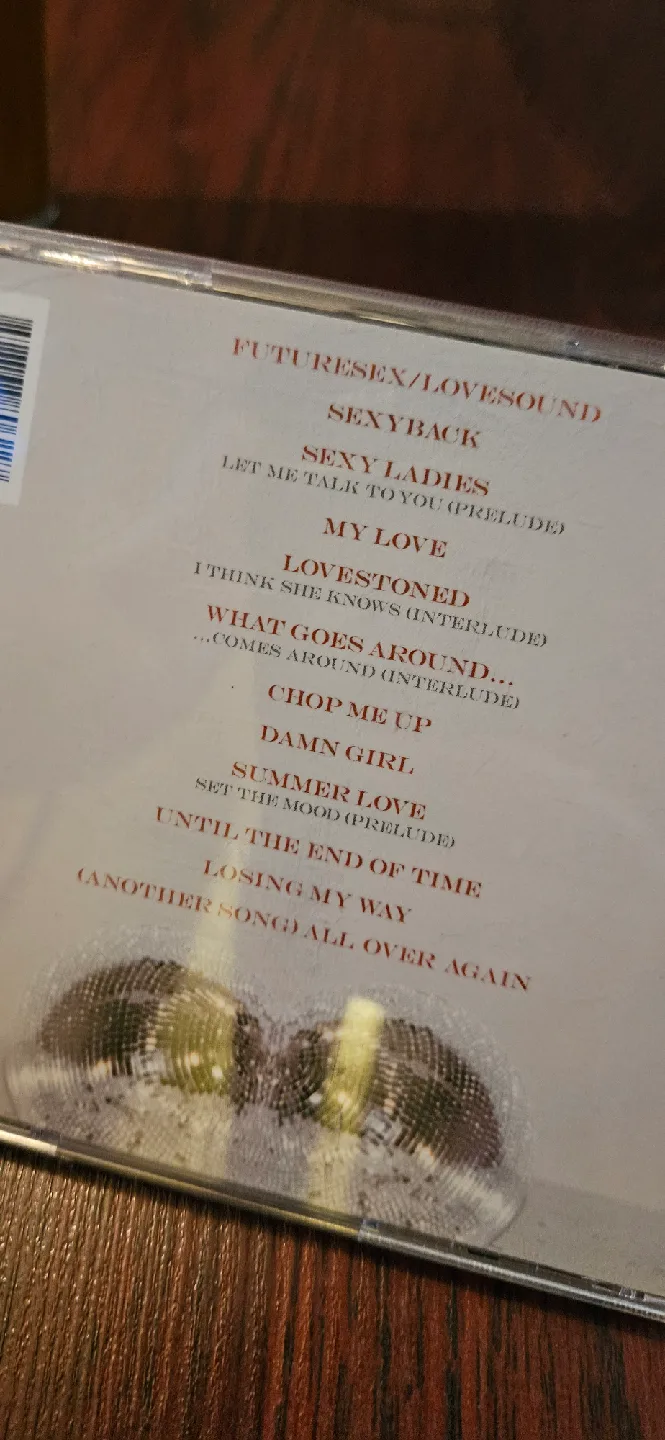 FUTURESEX/LOVESOUND
SEXYBACK
SEXY LADIES
LET ME TALK TO YOU (PRELUDE)
MY LOVE
LOVESTONED
I THINK SHE KNOWS (INTERLUDE)
WHAT GOES AROUND...
...COMES AROUND (INTERLUDE)
CHOP ME UP
DAMN GIRL
SUMMER LOVE
SET THE MOOD (PRELUDE)
UNTIL THE END OF TIME
LOSING MY WAY
(ANOTHER SONG) ALL OVER AGAIN